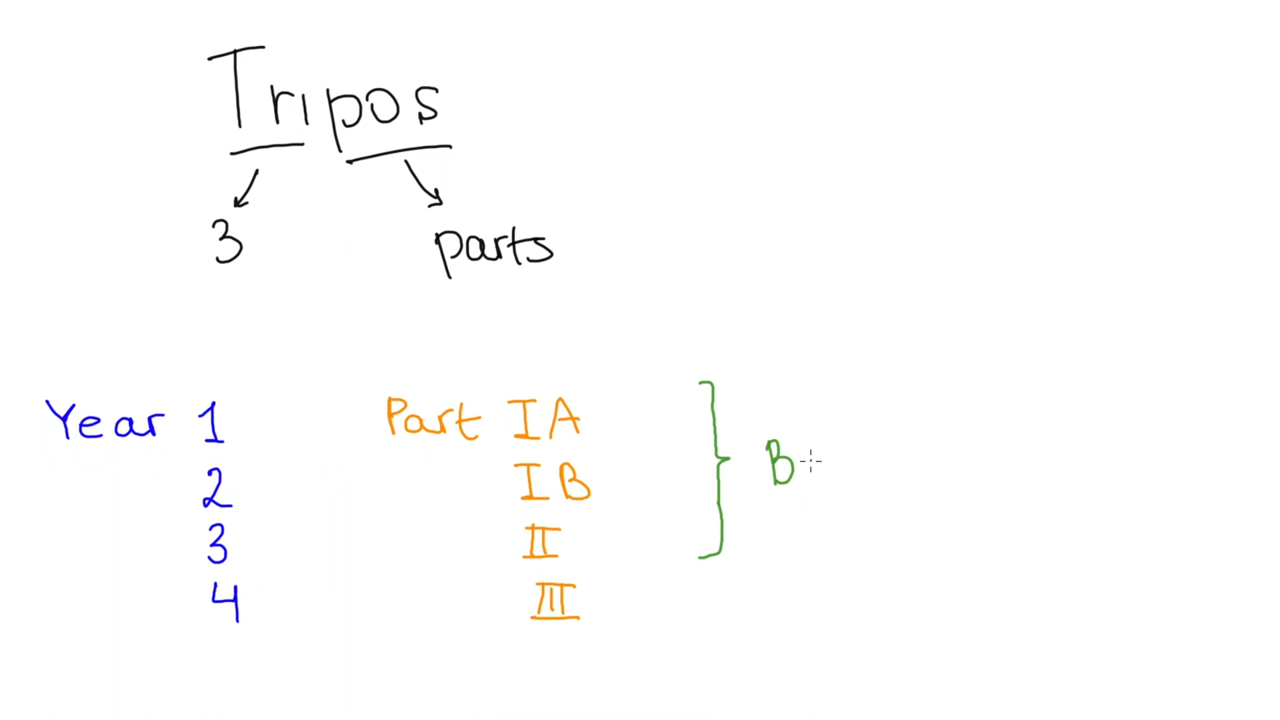 Tripos
3 parts
Year 1 Part IA
2 IB
B
3 II
4 III